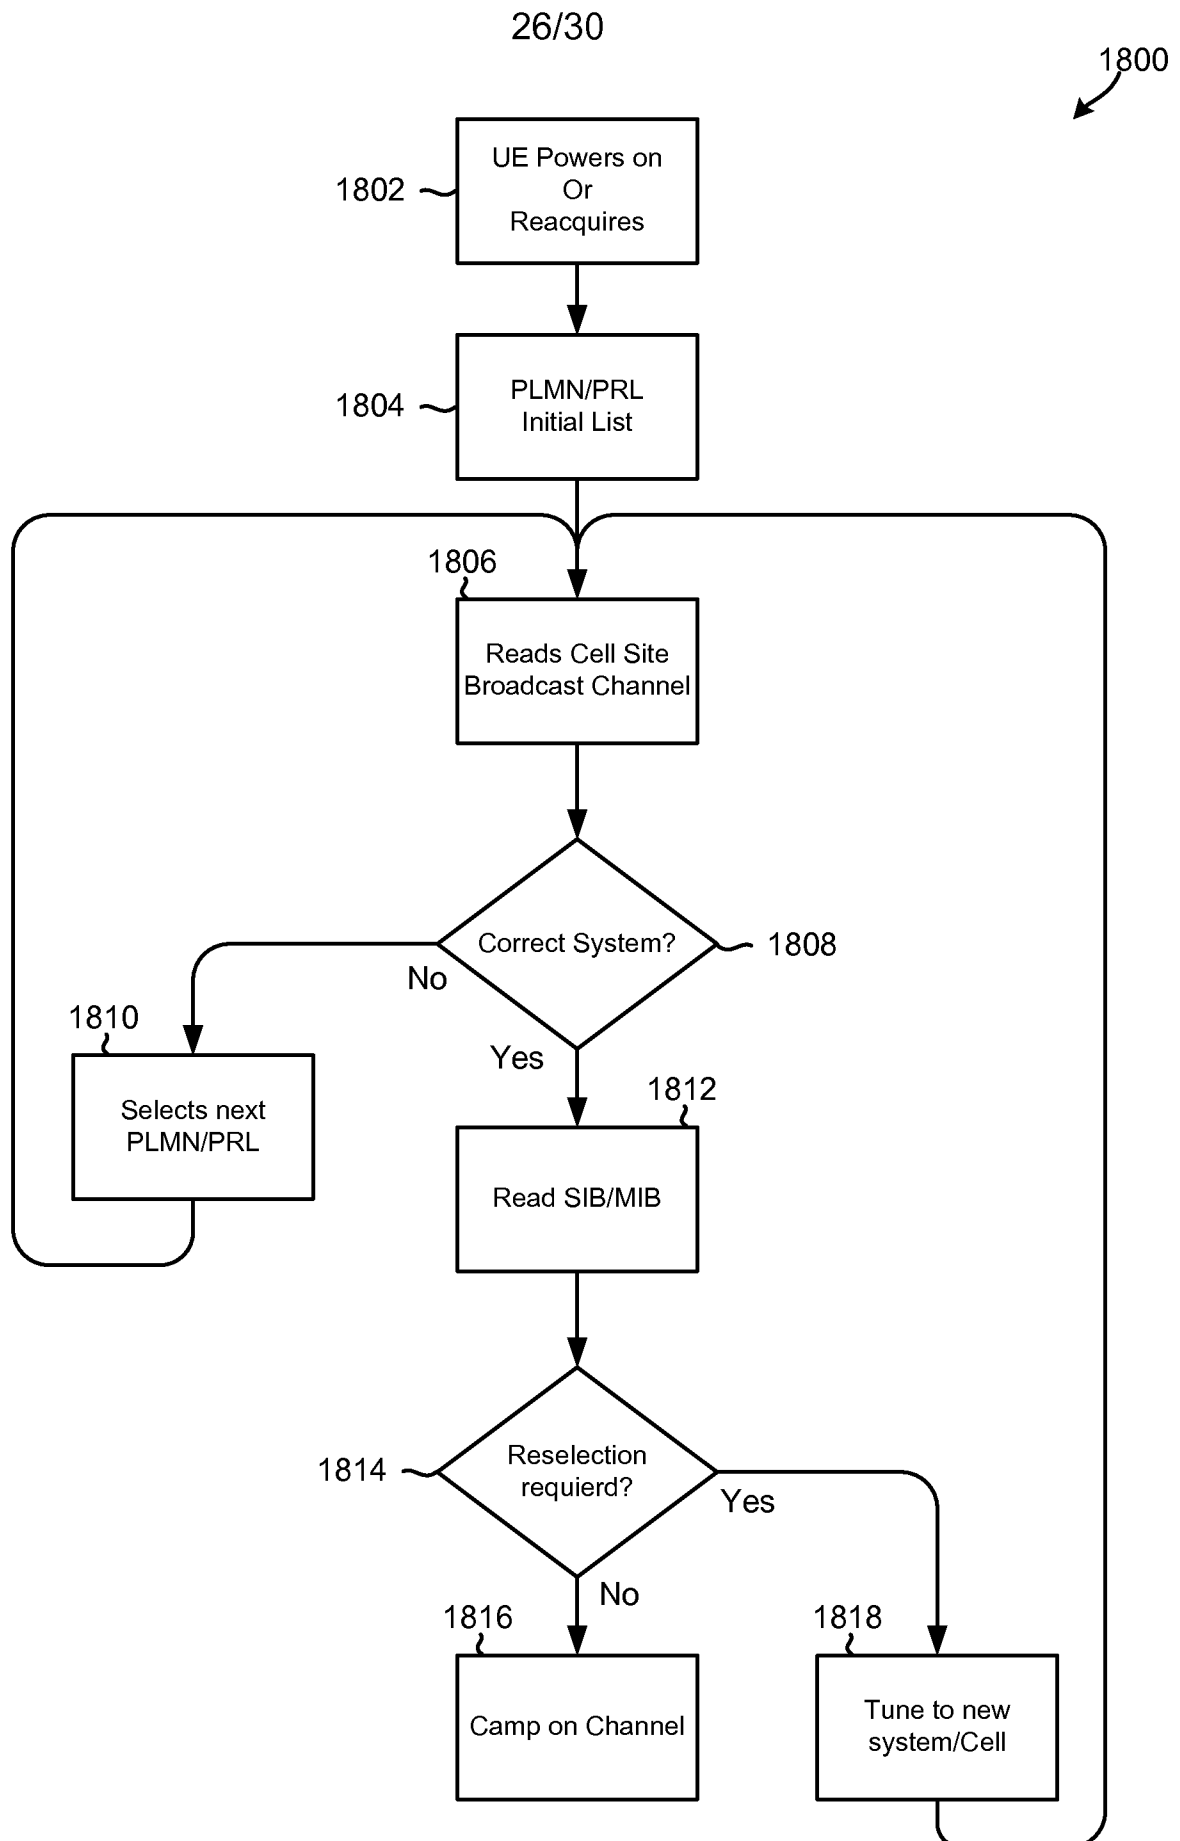 26/30
1800
UE Powers on
Or
Reacquires
1802
PLMN/PRL
Initial List
1804
1806
Reads Cell Site
Broadcast Channel
Correct System?
1808
No
Yes
1810
Selects next
PLMN/PRL
1812
Read SIB/MIB
1814
Reselection
requierd?
Yes
No
1816
Camp on Channel
1818
Tune to new
system/Cell